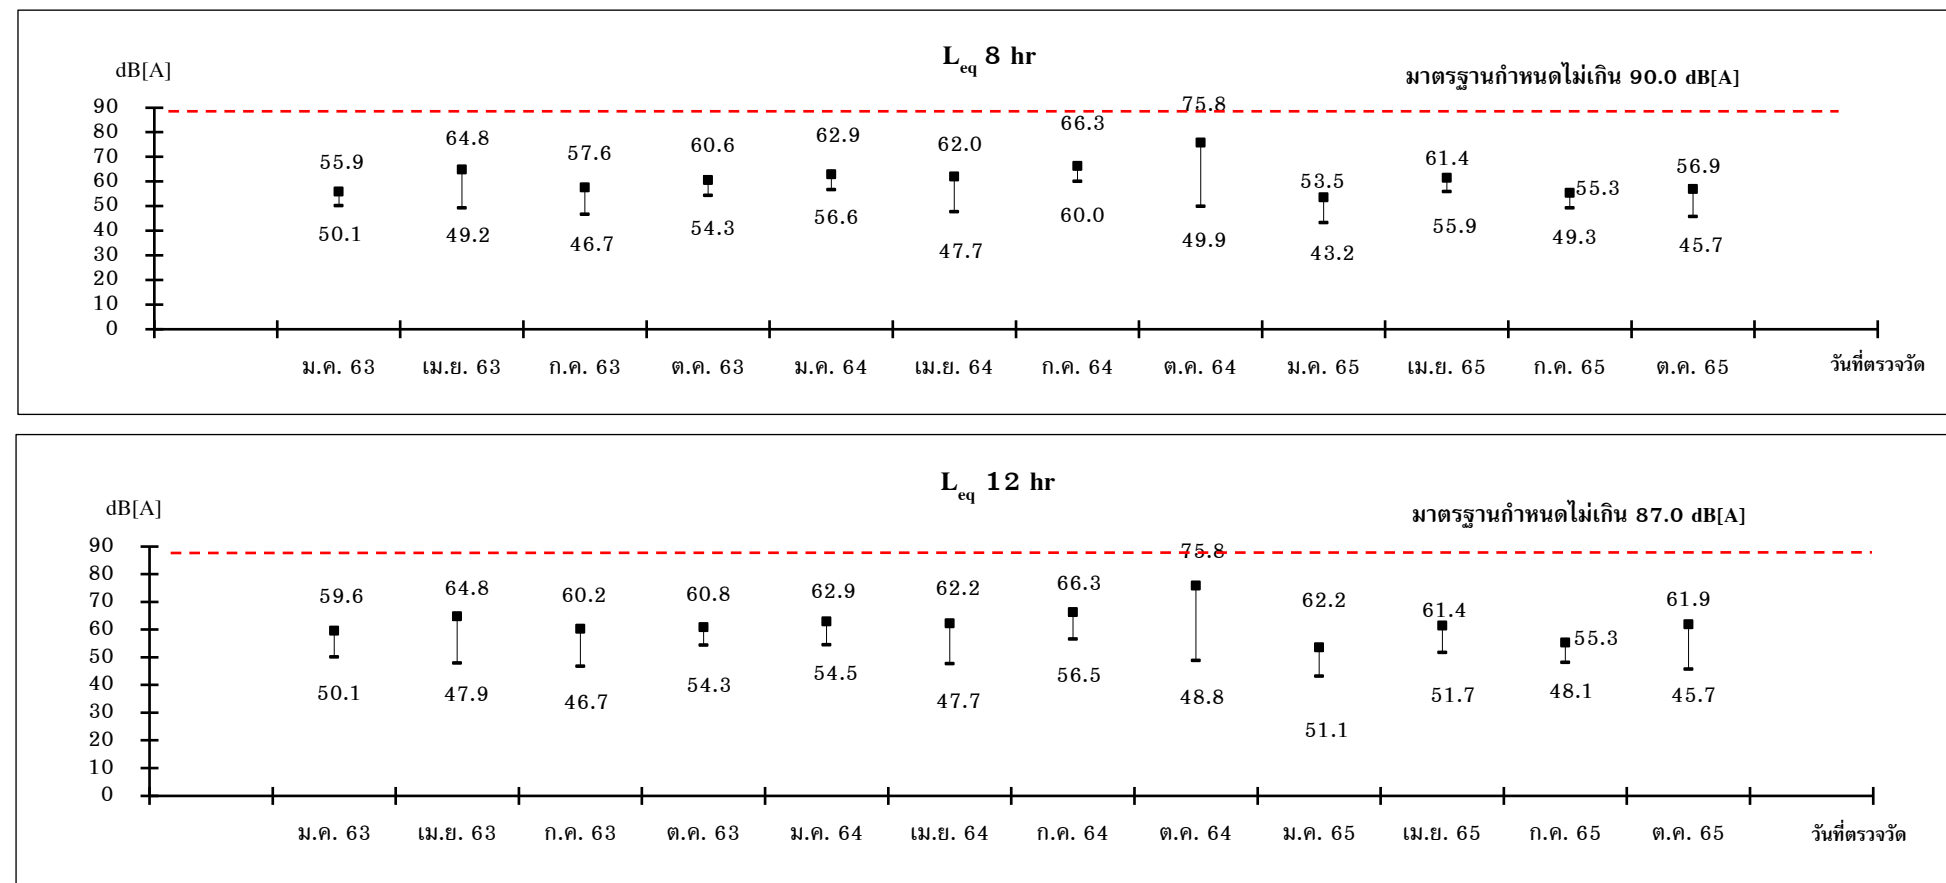 L_eq 8 hr
dB[A]
มาตรฐานกำหนดไม่เกิน 90.0 dB[A]
90
80
70
60
50
40
30
20
10
0
55.9 64.8 57.6 60.6 62.9 62.0 66.3 75.8 53.5 61.4 55.3 56.9
50.1 49.2 46.7 54.3 56.6 47.7 60.0 49.9 43.2 55.9 49.3 45.7
ม.ค. 63 เม.ย. 63 ก.ค. 63 ต.ค. 63 ม.ค. 64 เม.ย. 64 ก.ค. 64 ต.ค. 64 ม.ค. 65 เม.ย. 65 ก.ค. 65 ต.ค. 65 วันที่ตรวจวัด
L_eq 12 hr
dB[A]
มาตรฐานกำหนดไม่เกิน 87.0 dB[A]
90
80
70
60
50
40
30
20
10
0
59.6 64.8 60.2 60.8 62.9 62.2 66.3 75.8 62.2 61.4 55.3 61.9
50.1 47.9 46.7 54.3 54.5 47.7 56.5 48.8 51.1 51.7 48.1 45.7
ม.ค. 63 เม.ย. 63 ก.ค. 63 ต.ค. 63 ม.ค. 64 เม.ย. 64 ก.ค. 64 ต.ค. 64 ม.ค. 65 เม.ย. 65 ก.ค. 65 ต.ค. 65 วันที่ตรวจวัด